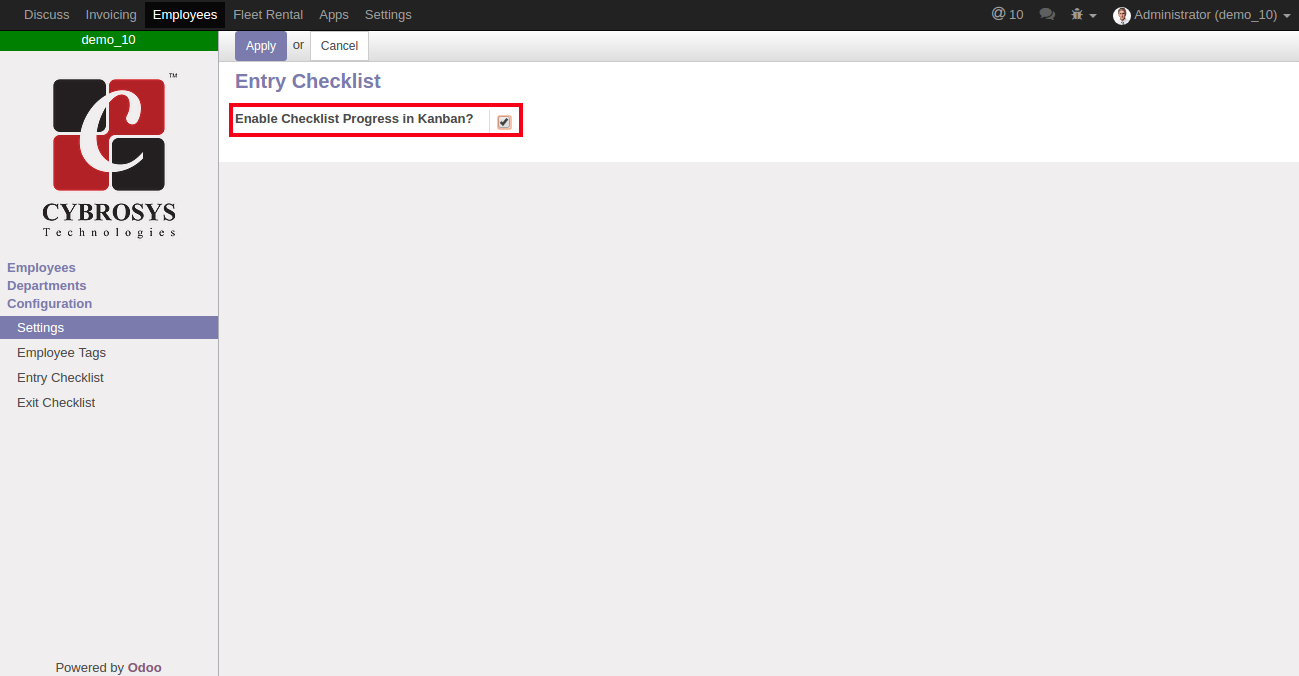 Discuss Invoicing Employees Fleet Rental Apps Settings @ 10 Administrator (demo_10)
demo_10
Apply or Cancel
Entry Checklist
Enable Checklist Progress in Kanban?
C
TM
CYBROSYS
Technologies
Employees
Departments
Configuration
Settings
Employee Tags
Entry Checklist
Exit Checklist
Powered by Odoo